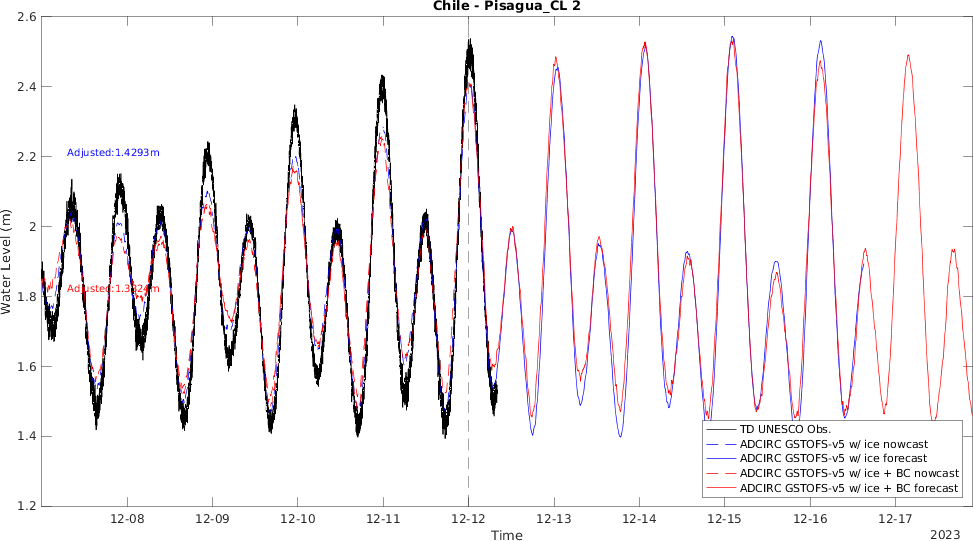 Chile - Pisagua_CL 2
2.6
2.4
2.2
2
1.8
1.6
1.4
1.2
Water Level (m)
Adjusted:1.4293m
TD UNESCO Obs.
ADCIRC GSTOFS-v5 w/ ice nowcast
ADCIRC GSTOFS-v5 w/ ice forecast
ADCIRC GSTOFS-v5 w/ ice + BC nowcast
ADCIRC GSTOFS-v5 w/ ice + BC forecast
12-08
12-09
12-10
12-11
12-12
12-13
12-14
12-15
12-16
12-17
Time
2023